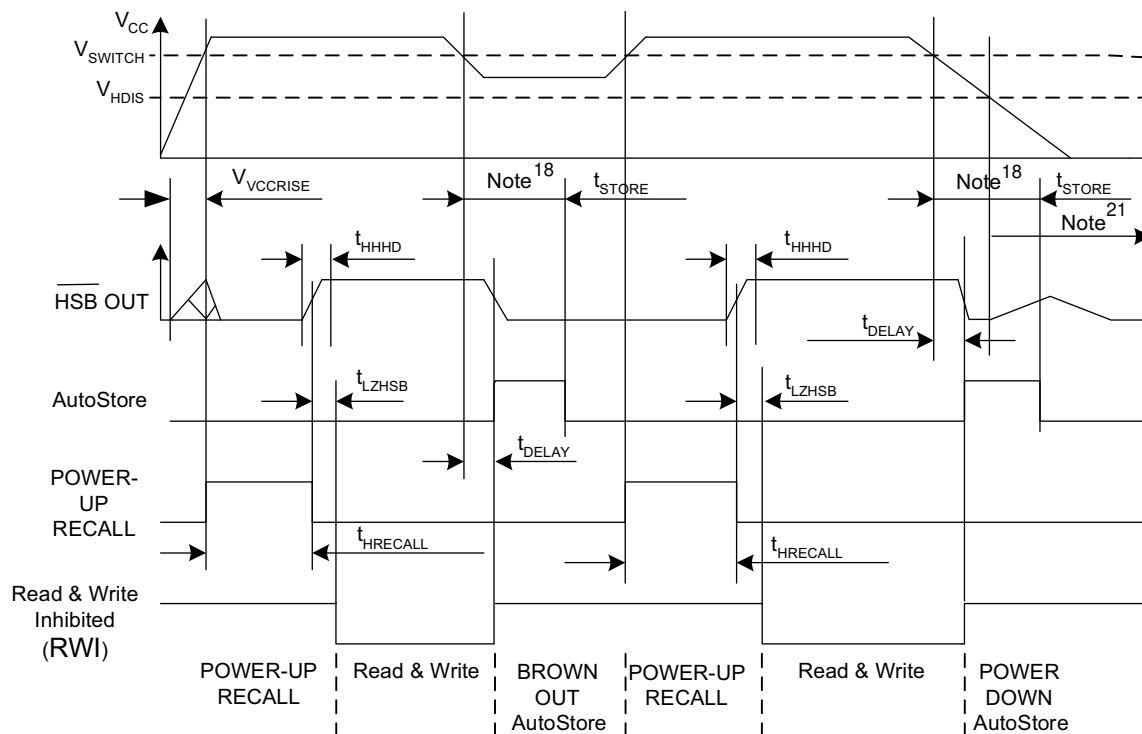 VCC
VSWITCH
VHDIS
VVCCRISE
Note18
tSTORE
Note18
tSTORE
Note21
tHHHD
tHHHD
HSB OUT
tDELAY
tLZHSB
tLZHSB
AutoStore
tDELAY
POWER-
UP
RECALL
tHRECALL
tHRECALL
Read & Write
Inhibited
(RWI)
POWER-UP
RECALL
Read & Write
BROWN
OUT
AutoStore
POWER-UP
RECALL
Read & Write
POWER
DOWN
AutoStore